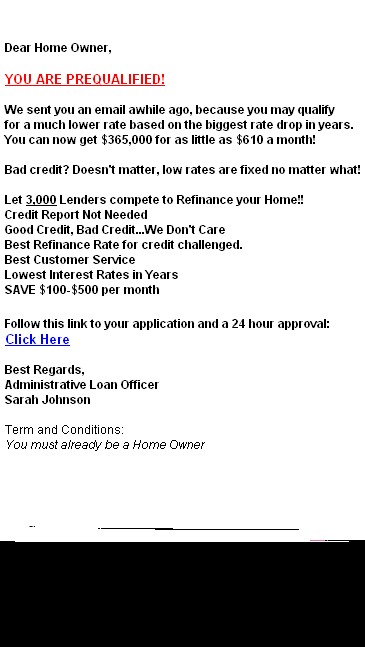 Dear Home Owner,
YOU ARE PREQUALIFIED!
We sent you an email awhile ago, because you may qualify
for a much lower rate based on the biggest rate drop in years.
You can now get $365,000 for as little as $610 a month!
Bad credit? Doesn't matter, low rates are fixed no matter what!
Let 3,000 Lenders compete to Refinance your Home!!
Credit Report Not Needed
Good Credit, Bad Credit...We Don't Care
Best Refinance Rate for credit challenged.
Best Customer Service
Lowest Interest Rates in Years
SAVE $100-$500 per month
Follow this link to your application and a 24 hour approval:
Click Here
Best Regards,
Administrative Loan Officer
Sarah Johnson
Term and Conditions:
You must already be a Home Owner